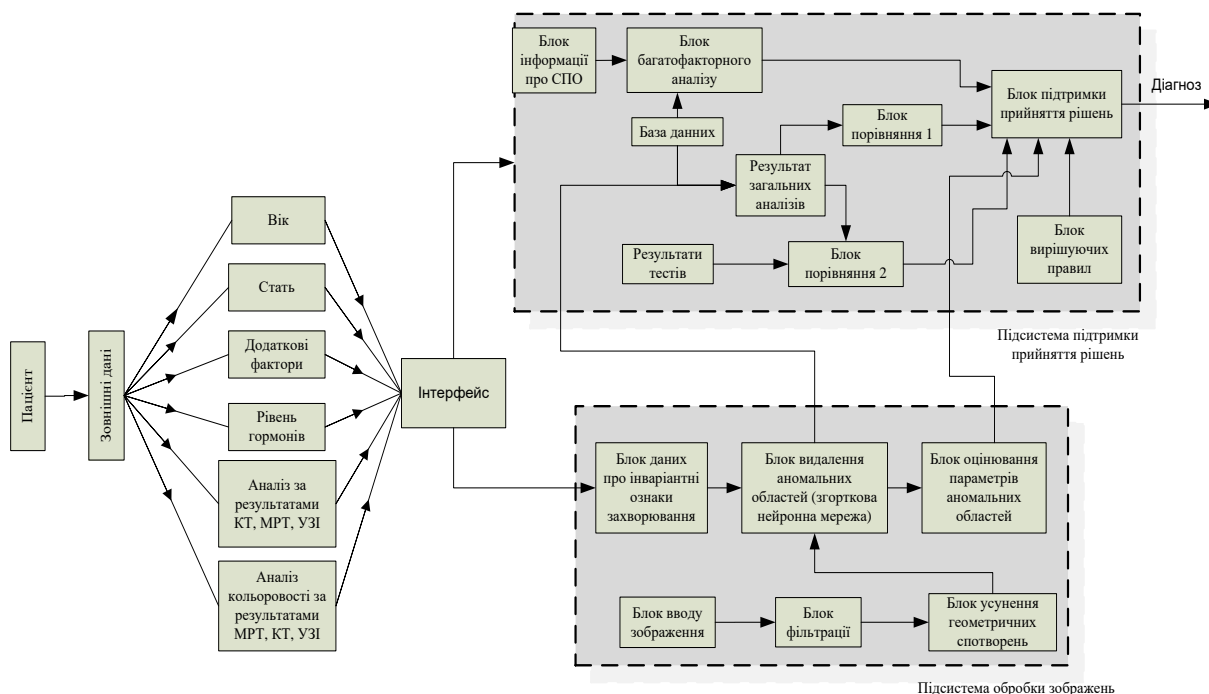 Пацієнт
Зовнішні дані
Вік
Стать
Додаткові
фактори
Рівень
гормонів
Аналіз за
результатами
КТ, МРТ, УЗІ
Аналіз
кольоровості за
результатами
МРТ, КТ, УЗІ
Інтерфейс
Блок
інформації
про СПО
Блок
багатофакторного
аналізу
База данних
Результат
загальних
аналізів
Блок
порівняння 1
Результати
тестів
Блок
порівняння 2
Блок підтримки
прийняття рішень
Блок
вирішуючих
правил
Діагноз
Підсистема підтримки
прийняття рішень
Блок даних
про інваріантні
ознаки
захворювання
Блок видалення
аномальних
областей (згорткова
нейронна мережа)
Блок оцінювання
параметрів
аномальних
областей
Блок вводу
зображення
Блок
фільтрації
Блок усунення
геометричних
спотворень
Підсистема обробки зображень